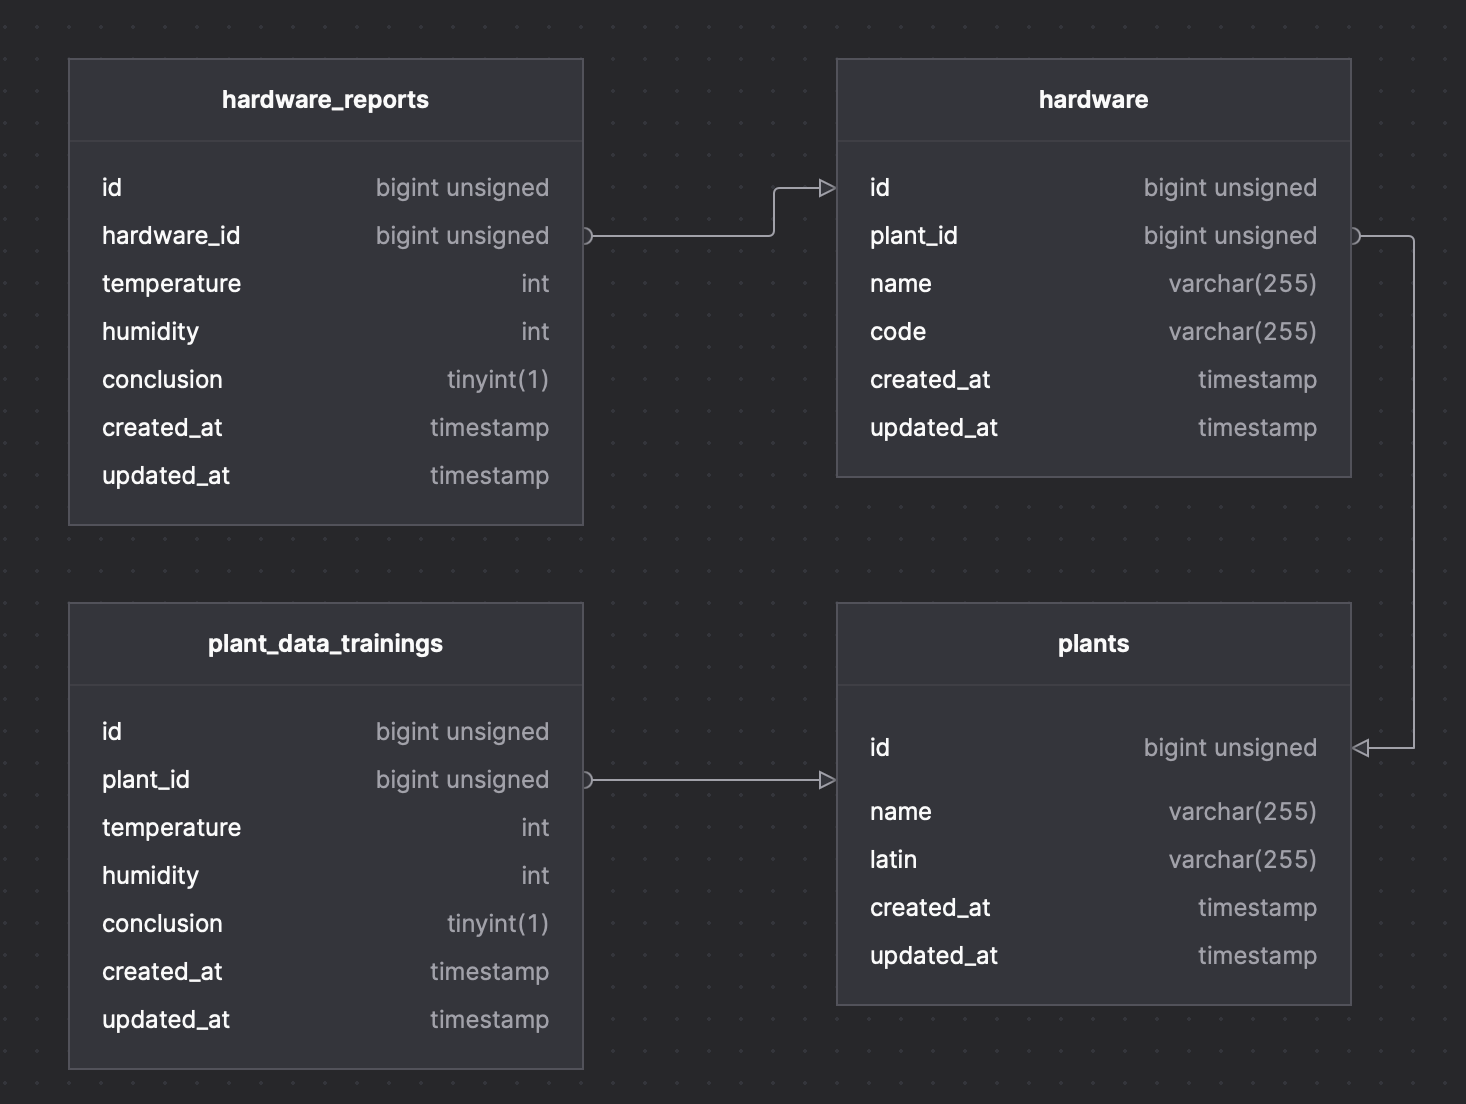 hardware_reports
id bigint unsigned
hardware_id bigint unsigned
temperature int
humidity int
conclusion tinyint(1)
created_at timestamp
updated_at timestamp
hardware
id bigint unsigned
plant_id bigint unsigned
name varchar(255)
code varchar(255)
created_at timestamp
updated_at timestamp
plant_data_trainings
id bigint unsigned
plant_id bigint unsigned
temperature int
humidity int
conclusion tinyint(1)
created_at timestamp
updated_at timestamp
plants
id bigint unsigned
name varchar(255)
latin varchar(255)
created_at timestamp
updated_at timestamp